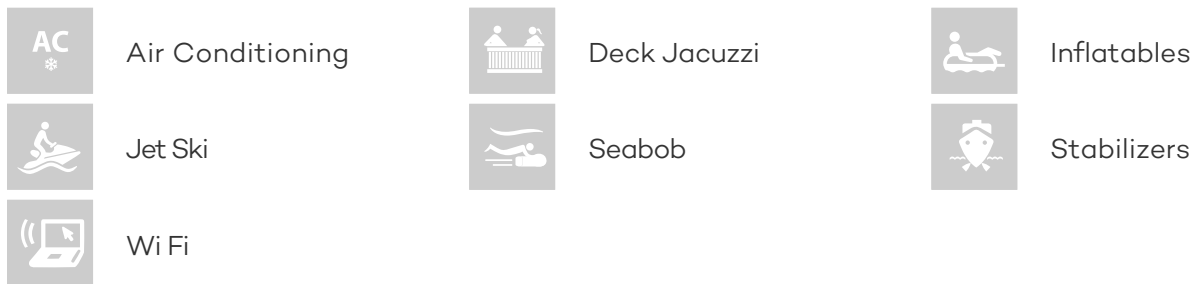 AC
Air Conditioning
Deck Jacuzzi
Inflatables
Jet Ski
Seabob
Stabilizers
Wi Fi